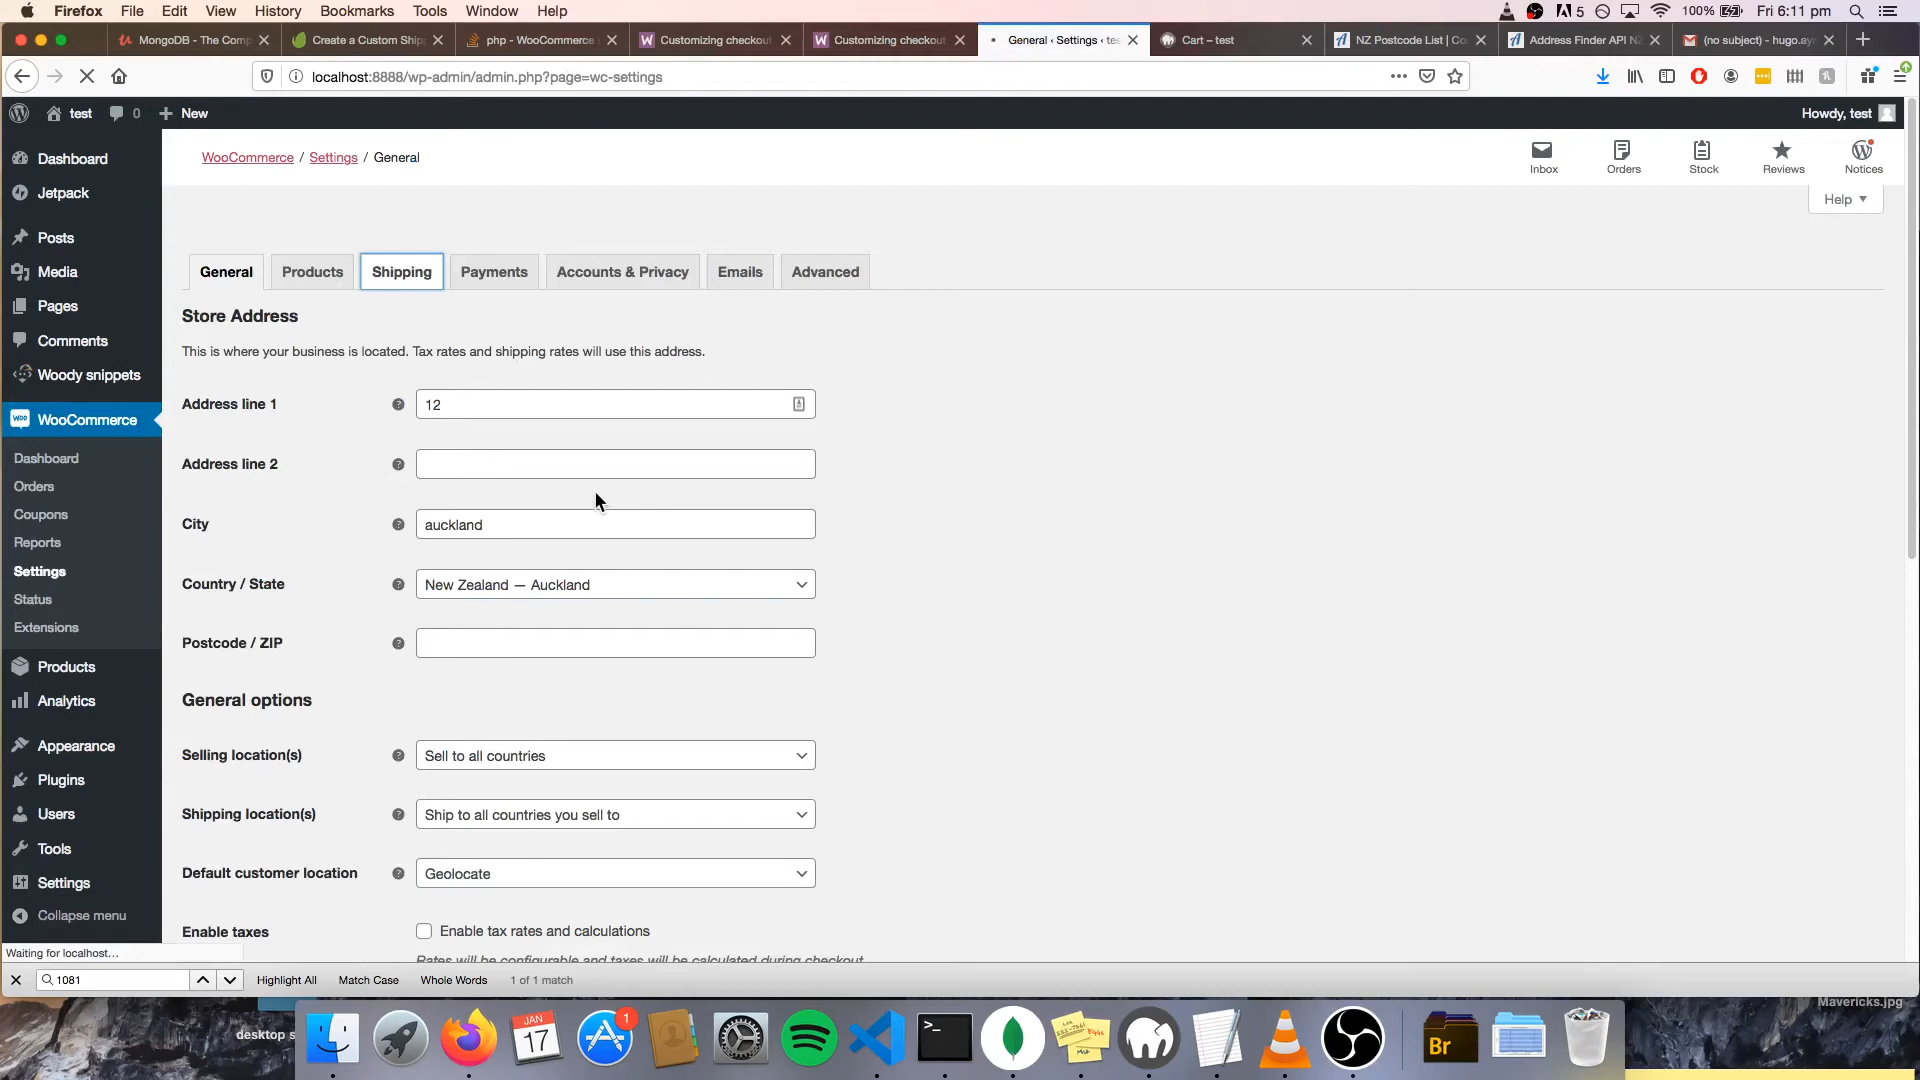 Firefox File Edit View History Bookmarks Tools Window Help 5 100% Fri 6:11 pm
MongoDB - The Comp Create a Custom Ship php - WooCommerce Customizing checkout Customizing checkout General ‹ Settings ‹ tes Cart – test NZ Postcode List | Co Address Finder API NZ (no subject) - hugo.ayn
localhost:8888/wp-admin/admin.php?page=wc-settings
test 0 New Howdy, test
WooCommerce / Settings / General
Inbox Orders Stock Reviews Notices
Help
Dashboard
Jetpack
Posts
Media
Pages
Comments
Woody snippets
WooCommerce
Dashboard
Orders
Coupons
Reports
Settings
Status
Extensions
Products
Analytics
Appearance
Plugins
Users
Tools
Settings
Collapse menu
General Products Shipping Payments Accounts & Privacy Emails Advanced
Store Address
This is where your business is located. Tax rates and shipping rates will use this address.
Address line 1 12
Address line 2
City auckland
Country / State New Zealand — Auckland
Postcode / ZIP
General options
Selling location(s) Sell to all countries
Shipping location(s) Ship to all countries you sell to
Default customer location Geolocate
Enable taxes Enable tax rates and calculations
Rates will be configurable and taxes will be calculated during checkout.
Waiting for localhost...
1081 Highlight All Match Case Whole Words 1 of 1 match
Mavericks.jpg
desktop s
JAN
17
1
Br